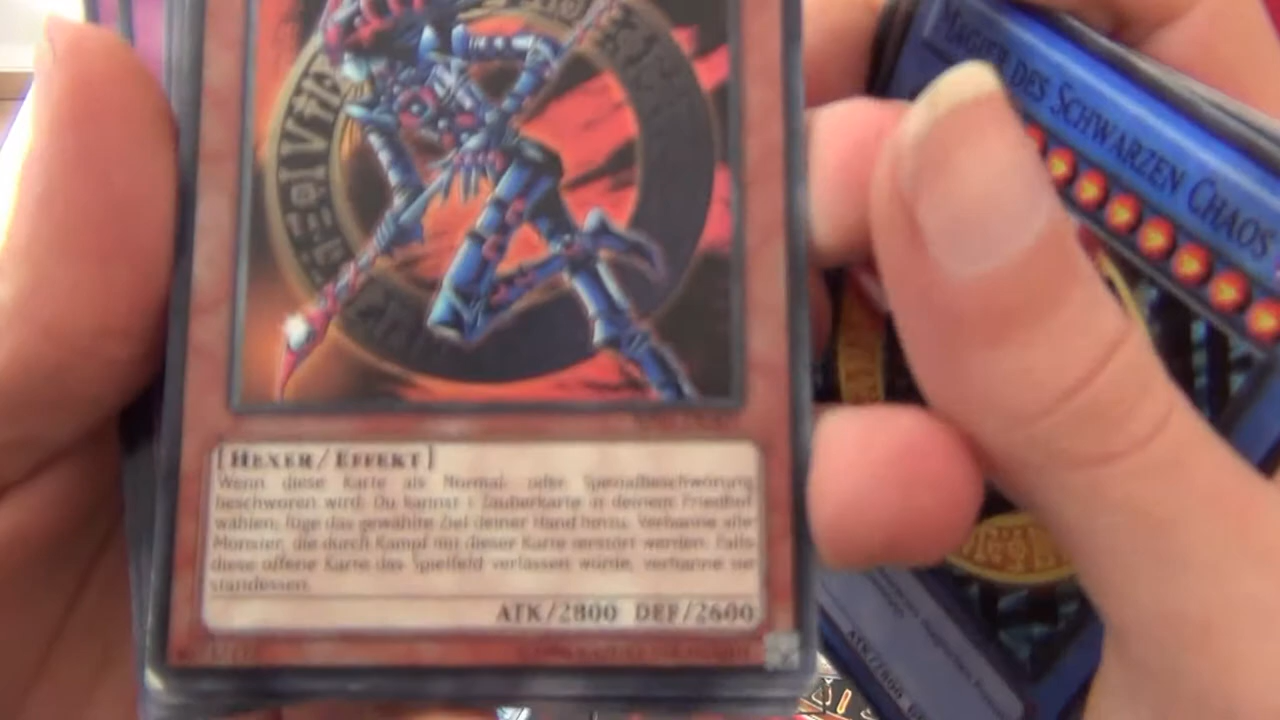 [HEXER/EFFEKT]
Wenn diese Karte als Normal- oder Spezialbeschwörung
beschworen wird: Du kannst 1 Zauberkarte in deinem Friedhof
wählen; füge das gewählte Ziel deiner Hand hinzu. Verbanne alle
Monster, die durch Kampf mit dieser Karte zerstört werden. Falls
diese offene Karte das Spielfeld verlassen würde, verbanne sie
stattdessen.
ATK/2800 DEF/2600
MAGIER DES SCHWARZEN CHAOS